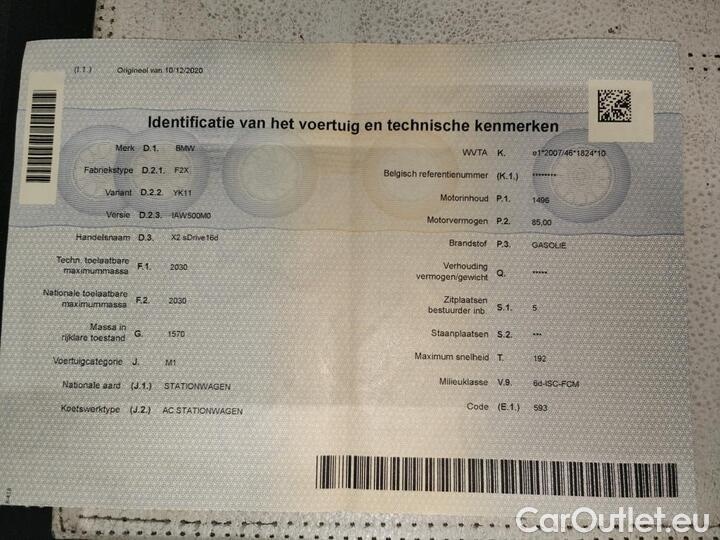 (I.1.) Origineel van 10/12/2020
Identificatie van het voertuig en technische kenmerken
Merk D.1. BMW
Fabriekstype D.2.1. F2X
Variant D.2.2. YK11
Versie D.2.3. IAW500M0
Handelsnaam D.3. X2 sDrive16d
Techn. toelaatbare
maximummassa F.1. 2030
Nationale toelaatbare
maximummassa F.2. 2030
Massa in
rijklare toestand G. 1570
Voertuigcategorie J. M1
Nationale aard (J.1.) STATIONWAGEN
Koetswerktype (J.2.) AC STATIONWAGEN
WVTA K. e1*2007/46*1824*10
Belgisch referentienummer (K.1.) ********
Motorinhoud P.1. 1496
Motorvermogen P.2. 85,00
Brandstof P.3. GASOLIE
Verhouding
vermogen/gewicht Q. *****
Zitplaatsen
bestuurder inb. S.1. 5
Staanplaatsen S.2. ***
Maximum snelheid T. 192
Milieuklasse V.9. 6d-ISC-FCM
Code (E.1.) 593
CarOutlet.eu